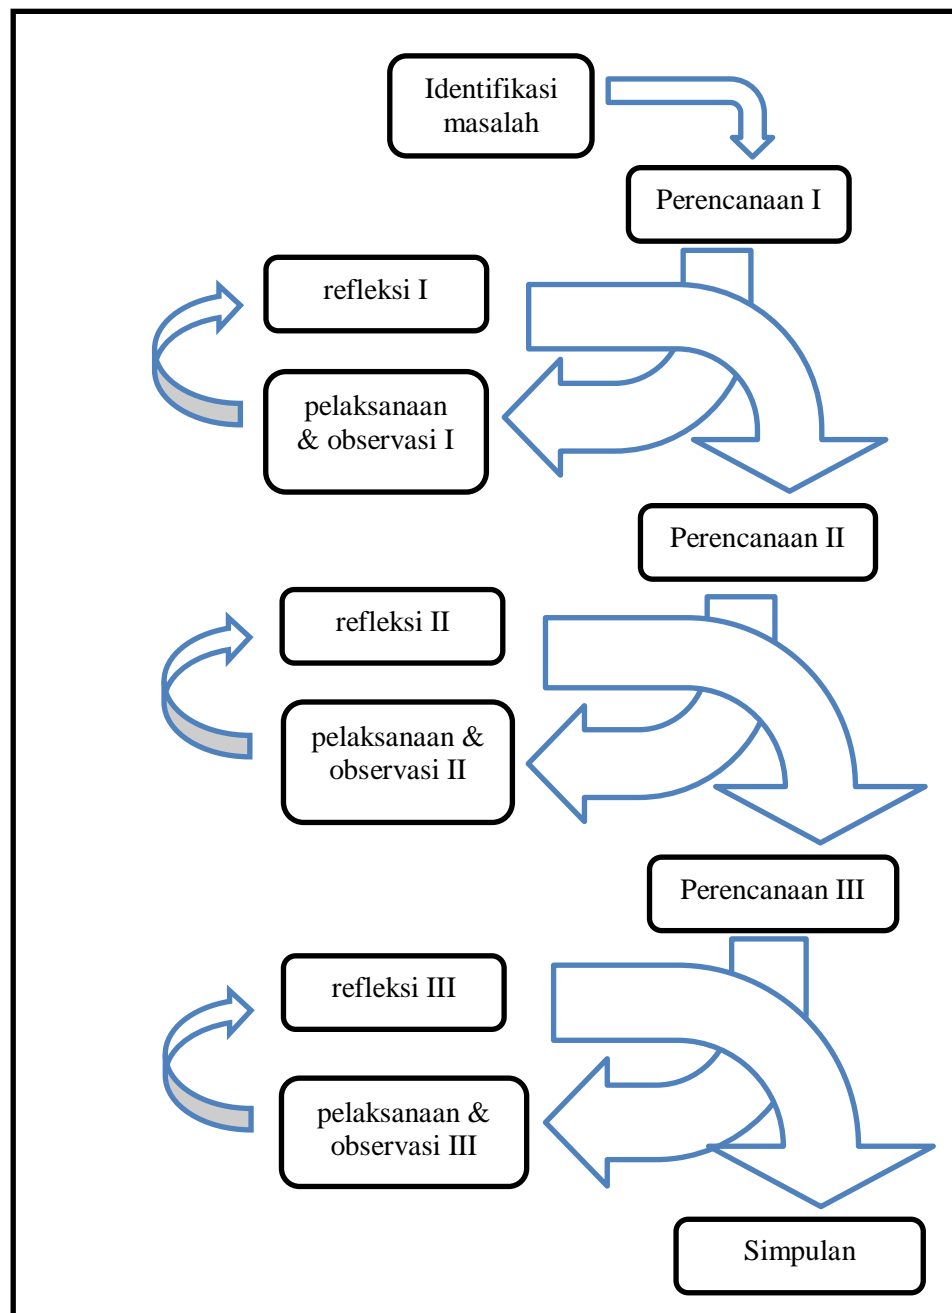 Identifikasi
masalah
Perencanaan I
refleksi I
pelaksanaan
& observasi I
Perencanaan II
refleksi II
pelaksanaan &
observasi II
Perencanaan III
refleksi III
pelaksanaan &
observasi III
Simpulan